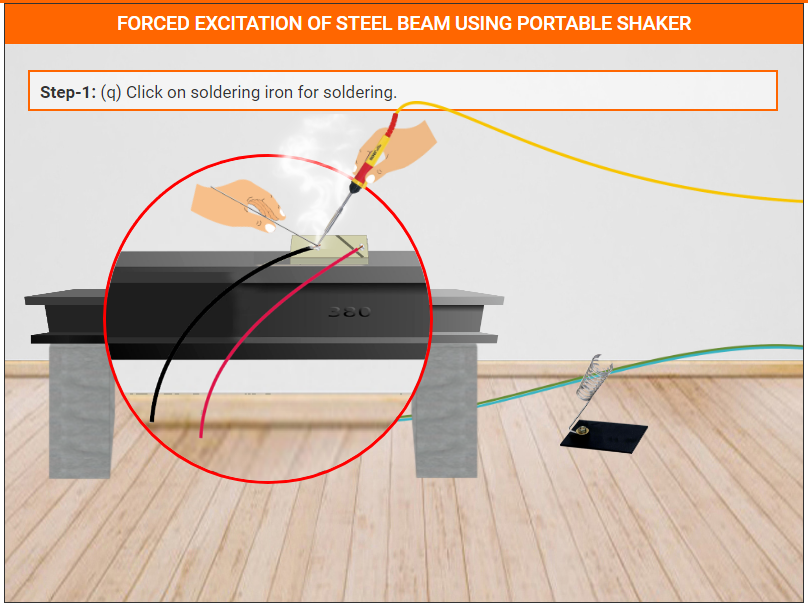 FORCED EXCITATION OF STEEL BEAM USING PORTABLE SHAKER
Step-1: (q) Click on soldering iron for soldering.